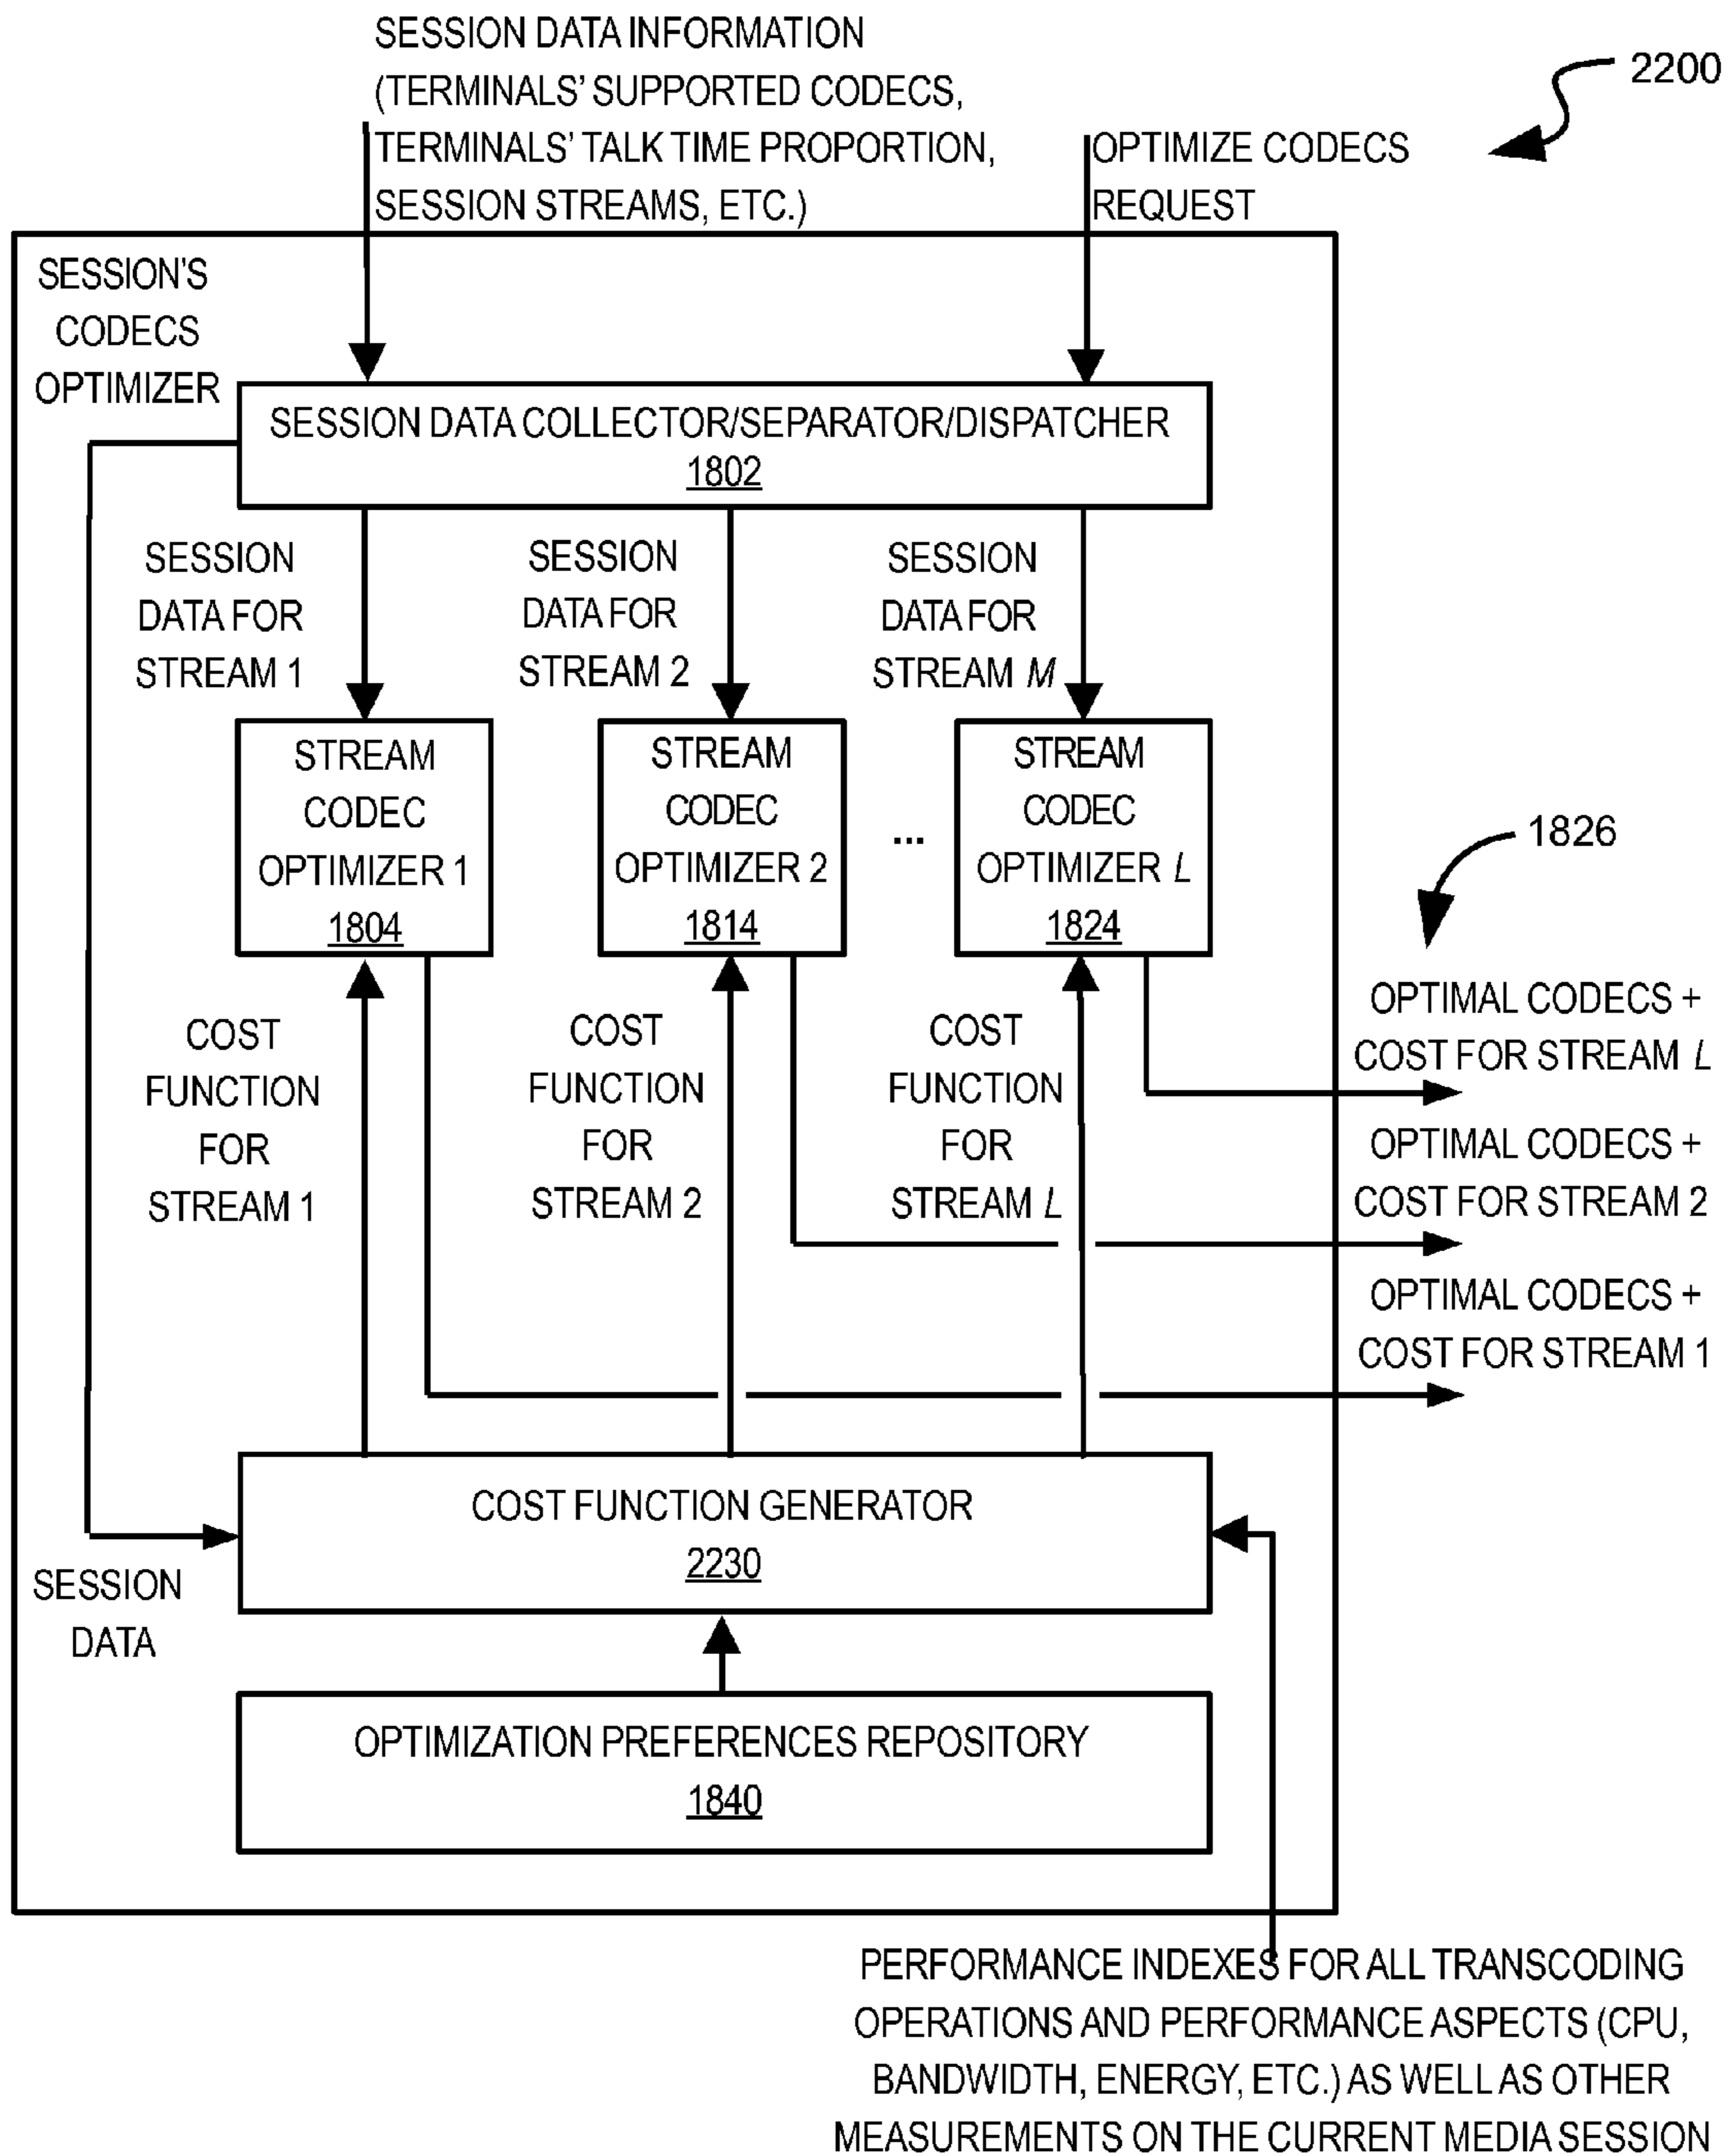 SESSION DATA INFORMATION
(TERMINALS' SUPPORTED CODECS,
TERMINALS' TALK TIME PROPORTION,
SESSION STREAMS, ETC.)
OPTIMIZE CODECS
REQUEST
2200
SESSION'S
CODECS
OPTIMIZER
SESSION DATA COLLECTOR/SEPARATOR/DISPATCHER
1802
SESSION
DATA FOR
STREAM 1
SESSION
DATA FOR
STREAM 2
SESSION
DATA FOR
STREAM M
STREAM
CODEC
OPTIMIZER 1
1804
STREAM
CODEC
OPTIMIZER 2
1814
...
STREAM
CODEC
OPTIMIZER L
1824
1826
COST
FUNCTION
FOR
STREAM 1
COST
FUNCTION
FOR
STREAM 2
COST
FUNCTION
FOR
STREAM L
OPTIMAL CODECS +
COST FOR STREAM L
OPTIMAL CODECS +
COST FOR STREAM 2
OPTIMAL CODECS +
COST FOR STREAM 1
COST FUNCTION GENERATOR
2230
SESSION
DATA
OPTIMIZATION PREFERENCES REPOSITORY
1840
PERFORMANCE INDEXES FOR ALL TRANSCODING
OPERATIONS AND PERFORMANCE ASPECTS (CPU,
BANDWIDTH, ENERGY, ETC.) AS WELL AS OTHER
MEASUREMENTS ON THE CURRENT MEDIA SESSION